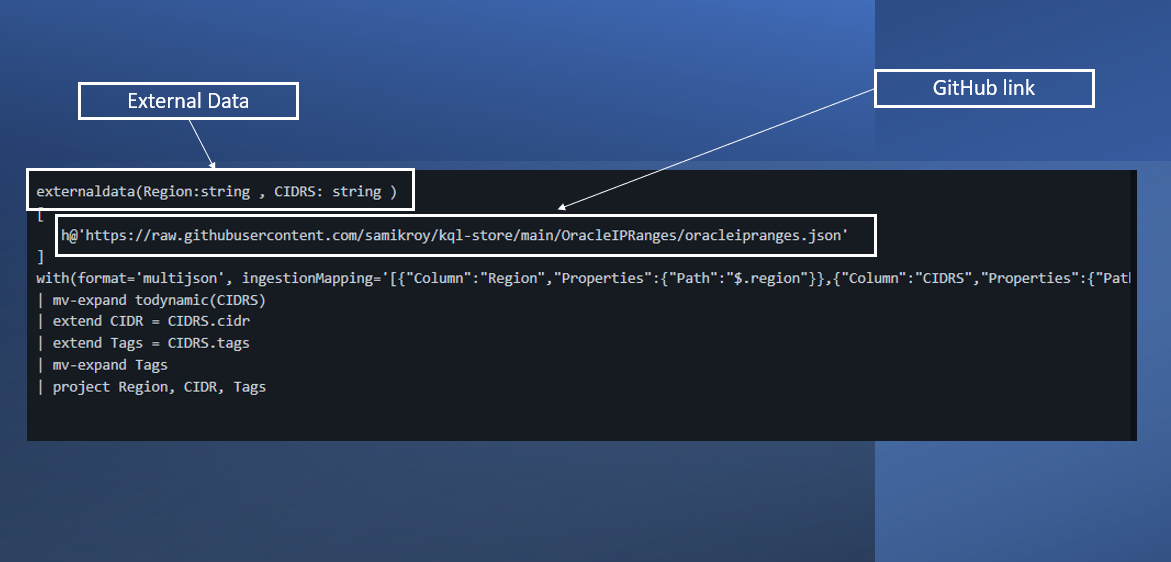 External Data
GitHub link
externaldata(Region:string , CIDRS: string )
[
h@'https://raw.githubusercontent.com/samikroy/kql-store/main/OracleIPRanges/oracleipranges.json'
]
with(format='multijson', ingestionMapping='[{"Column":"Region","Properties":{"Path":"$.region"}},{"Column":"CIDRS","Properties":{"Path
| mv-expand todynamic(CIDRS)
| extend CIDR = CIDRS.cidr
| extend Tags = CIDRS.tags
| mv-expand Tags
| project Region, CIDR, Tags